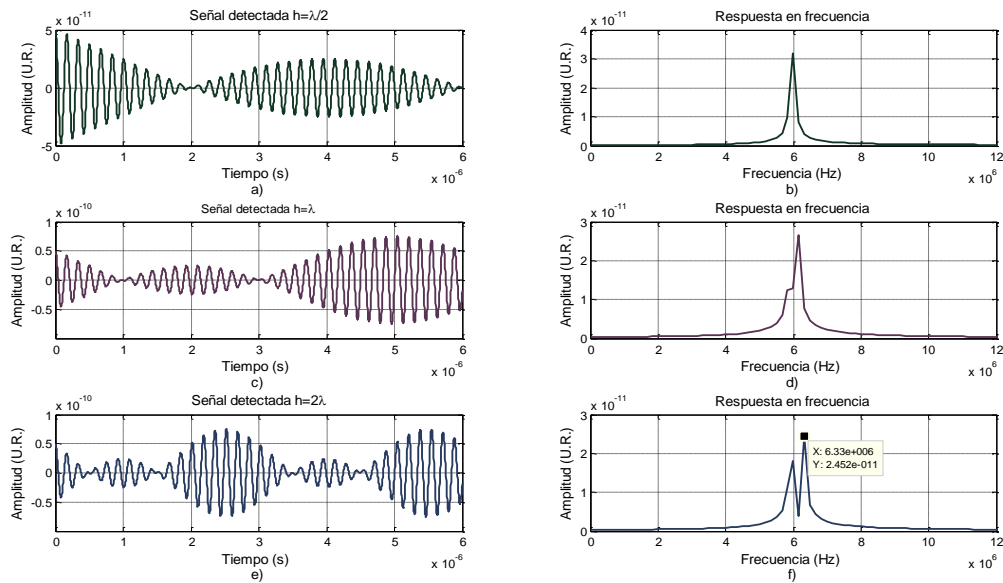 Señal detectada h=λ/2
x 10⁻¹¹
5
0
-5
Amplitud (U.R.)
0 1 2 3 4 5 6
x 10⁻⁶
Tiempo (s)
a)
Respuesta en frecuencia
x 10⁻¹¹
4
3
2
1
0
Amplitud (U.R.)
0 2 4 6 8 10 12
x 10⁶
Frecuencia (Hz)
b)
Señal detectada h=λ
x 10⁻¹⁰
1
0.5
0
-0.5
Amplitud (U.R.)
0 1 2 3 4 5 6
x 10⁻⁶
Tiempo (s)
c)
Respuesta en frecuencia
x 10⁻¹¹
3
2
1
0
Amplitud (U.R.)
0 2 4 6 8 10 12
x 10⁶
Frecuencia (Hz)
d)
Señal detectada h=2λ
x 10⁻¹⁰
1
0.5
0
-0.5
Amplitud (U.R.)
0 1 2 3 4 5 6
x 10⁻⁶
Tiempo (s)
e)
Respuesta en frecuencia
x 10⁻¹¹
3
2
1
0
Amplitud (U.R.)
X: 6.33e+006
Y: 2.452e-011
0 2 4 6 8 10 12
x 10⁶
Frecuencia (Hz)
f)